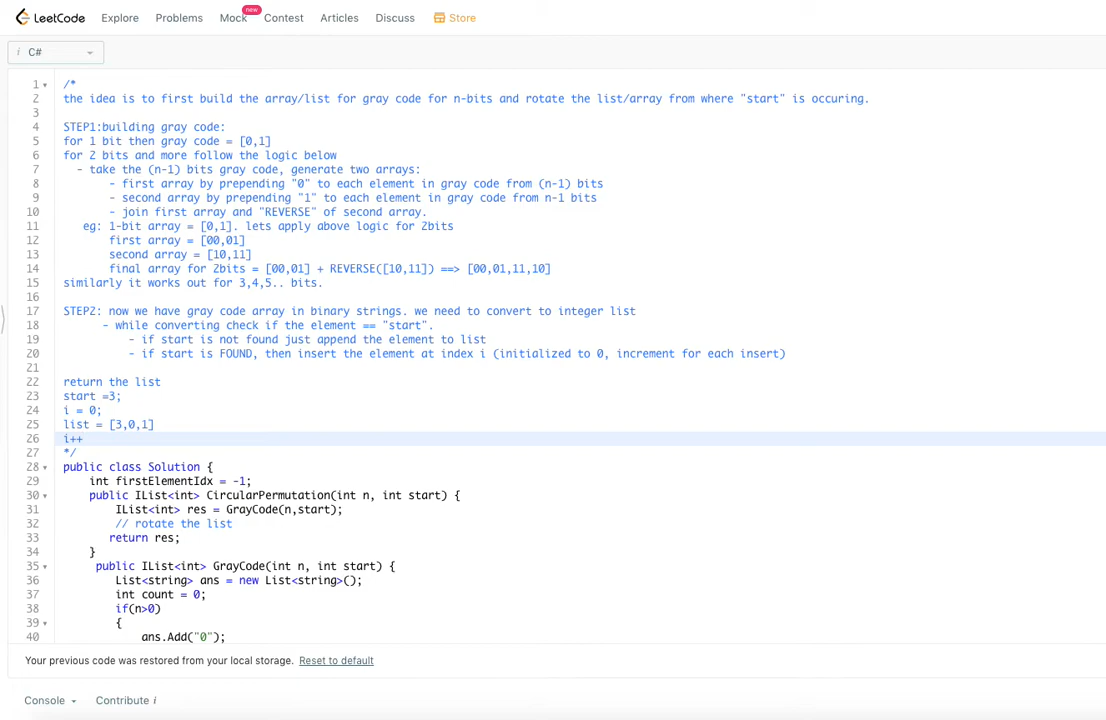 LeetCode Explore Problems Mock new Contest Articles Discuss Store
i C#
1 /*
2 the idea is to first build the array/list for gray code for n-bits and rotate the list/array from where "start" is occuring.
3
4 STEP1:building gray code:
5 for 1 bit then gray code = [0,1]
6 for 2 bits and more follow the logic below
7 - take the (n-1) bits gray code, generate two arrays:
8 - first array by prepending "0" to each element in gray code from (n-1) bits
9 - second array by prepending "1" to each element in gray code from n-1 bits
10 - join first array and "REVERSE" of second array.
11 eg: 1-bit array = [0,1]. lets apply above logic for 2bits
12 first array = [00,01]
13 second array = [10,11]
14 final array for 2bits = [00,01] + REVERSE([10,11]) ==> [00,01,11,10]
15 similarly it works out for 3,4,5.. bits.
16
17 STEP2: now we have gray code array in binary strings. we need to convert to integer list
18 - while converting check if the element == "start".
19 - if start is not found just append the element to list
20 - if start is FOUND, then insert the element at index i (initialized to 0, increment for each insert)
21
22 return the list
23 start =3;
24 i = 0;
25 list = [3,0,1]
26 i++
27 */
28 public class Solution {
29 int firstElementIdx = -1;
30 public IList<int> CircularPermutation(int n, int start) {
31 IList<int> res = GrayCode(n,start);
32 // rotate the list
33 return res;
34 }
35 public IList<int> GrayCode(int n, int start) {
36 List<string> ans = new List<string>();
37 int count = 0;
38 if(n>0)
39 {
40 ans.Add("0");
Your previous code was restored from your local storage. Reset to default
Console Contribute i